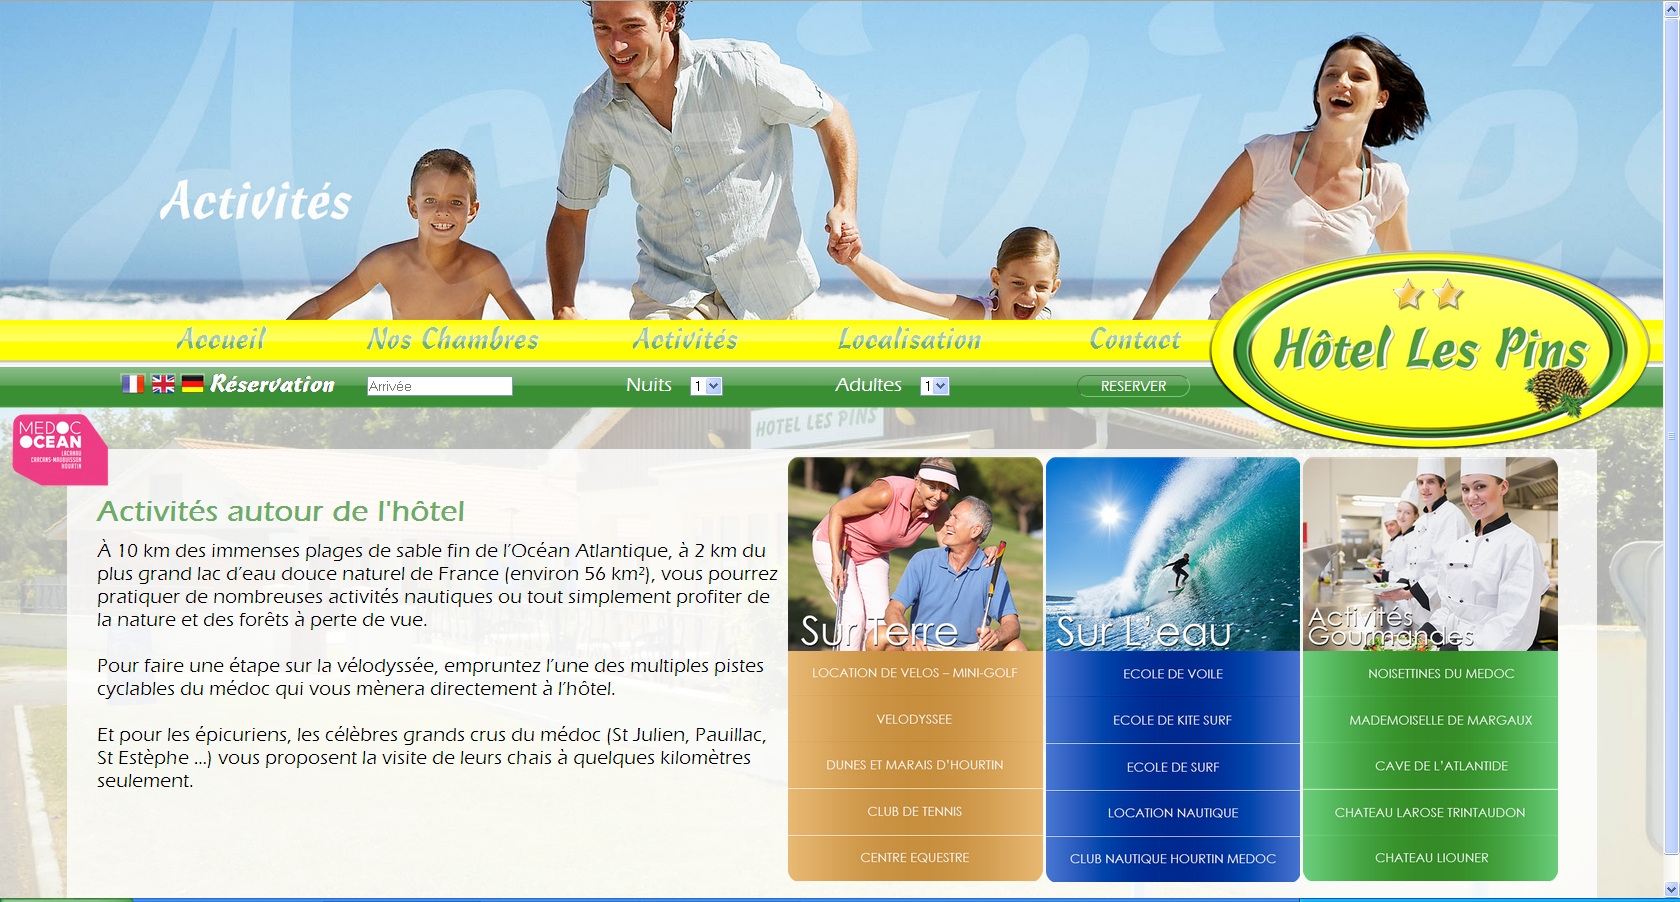 Activités
Activités
Accueil
Nos Chambres
Activités
Localisation
Contact
Hôtel Les Pins
Réservation
Arrivée
Nuits
1
Adultes
1
RESERVER
MEDOC
OCEAN
LACANAU
CARCANS-MAUBUISSON
HOURTIN
HOTEL LES PINS
Activités autour de l'hôtel
À 10 km des immenses plages de sable fin de l’Océan Atlantique, à 2 km du
plus grand lac d’eau douce naturel de France (environ 56 km²), vous pourrez
pratiquer de nombreuses activités nautiques ou tout simplement profiter de
la nature et des forêts à perte de vue.
Pour faire une étape sur la vélodyssée, empruntez l’une des multiples pistes
cyclables du médoc qui vous mènera directement à l’hôtel.
Et pour les épicuriens, les célèbres grands crus du médoc (St Julien, Pauillac,
St Estèphe ...) vous proposent la visite de leurs chais à quelques kilomètres
seulement.
Sur Terre
LOCATION DE VELOS – MINI-GOLF
VELODYSSEE
DUNES ET MARAIS D’HOURTIN
CLUB DE TENNIS
CENTRE EQUESTRE
Sur L’eau
ECOLE DE VOILE
ECOLE DE KITE SURF
ECOLE DE SURF
LOCATION NAUTIQUE
CLUB NAUTIQUE HOURTIN MEDOC
Activités
Gourmandes
NOISETTINES DU MEDOC
MADEMOISELLE DE MARGAUX
CAVE DE L’ATLANTIDE
CHATEAU LAROSE TRINTAUDON
CHATEAU LIOUNER